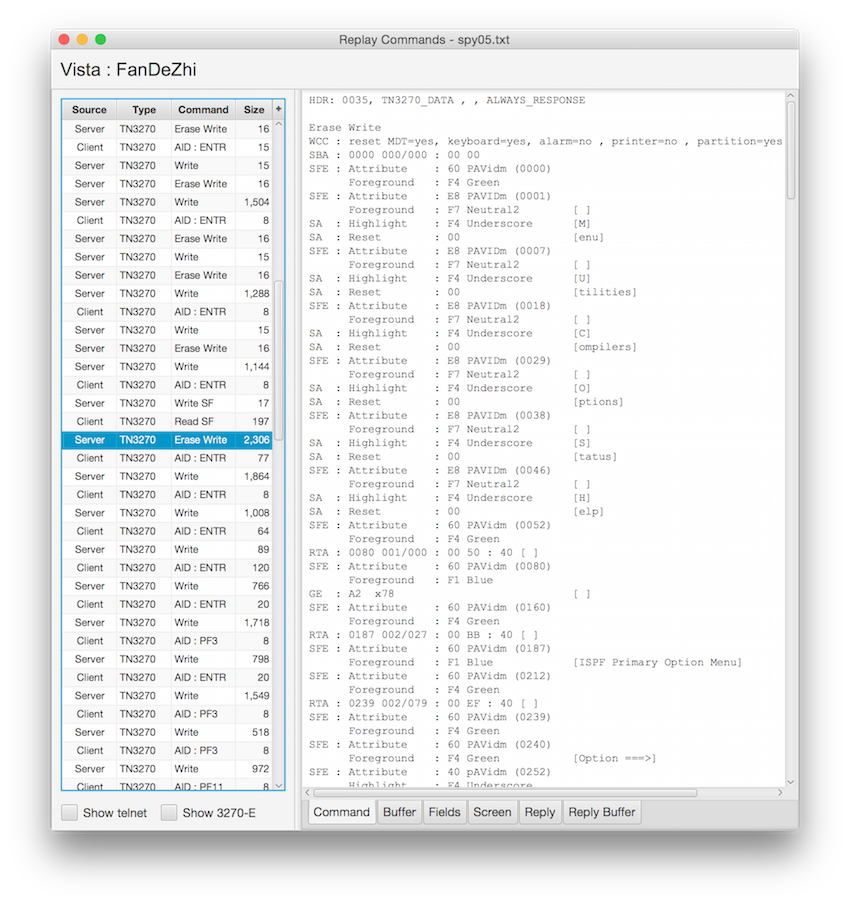 Replay Commands - spy05.txt
Vista : FanDeZhi
Source Type Command Size +
Server TN3270 Erase Write 16
Client TN3270 AID : ENTR 15
Server TN3270 Write 15
Server TN3270 Erase Write 16
Server TN3270 Write 1,504
Client TN3270 AID : ENTR 8
Server TN3270 Erase Write 16
Server TN3270 Write 15
Server TN3270 Erase Write 16
Server TN3270 Write 1,288
Client TN3270 AID : ENTR 8
Server TN3270 Write 15
Server TN3270 Erase Write 16
Server TN3270 Write 1,144
Client TN3270 AID : ENTR 8
Server TN3270 Write SF 17
Client TN3270 Read SF 197
Server TN3270 Erase Write 2,306
Client TN3270 AID : ENTR 77
Server TN3270 Write 1,864
Client TN3270 AID : ENTR 8
Server TN3270 Write 1,008
Client TN3270 AID : ENTR 64
Server TN3270 Write 89
Client TN3270 AID : ENTR 120
Server TN3270 Write 766
Client TN3270 AID : ENTR 20
Server TN3270 Write 1,718
Client TN3270 AID : PF3 8
Server TN3270 Write 798
Client TN3270 AID : ENTR 20
Server TN3270 Write 1,549
Client TN3270 AID : PF3 8
Server TN3270 Write 518
Client TN3270 AID : PF3 8
Server TN3270 Write 972
Client TN3270 AID : PF11 8
Show telnet Show 3270-E
HDR: 0035, TN3270_DATA , , ALWAYS_RESPONSE
Erase Write
WCC : reset MDT=yes, keyboard=yes, alarm=no , printer=no , partition=yes
SBA : 0000 000/000 : 00 00
SFE : Attribute : 60 PAVidm (0000)
Foreground : F4 Green
SFE : Attribute : E8 PAVIDm (0001)
Foreground : F7 Neutral2 [ ]
SA : Highlight : F4 Underscore [M]
SA : Reset : 00 [enu]
SFE : Attribute : E8 PAVIDm (0007)
Foreground : F7 Neutral2 [ ]
SA : Highlight : F4 Underscore [U]
SA : Reset : 00 [tilities]
SFE : Attribute : E8 PAVIDm (0018)
Foreground : F7 Neutral2 [ ]
SA : Highlight : F4 Underscore [C]
SA : Reset : 00 [ompilers]
SFE : Attribute : E8 PAVIDm (0029)
Foreground : F7 Neutral2 [ ]
SA : Highlight : F4 Underscore [O]
SA : Reset : 00 [ptions]
SFE : Attribute : E8 PAVIDm (0038)
Foreground : F7 Neutral2 [ ]
SA : Highlight : F4 Underscore [S]
SA : Reset : 00 [tatus]
SFE : Attribute : E8 PAVIDm (0046)
Foreground : F7 Neutral2 [ ]
SA : Highlight : F4 Underscore [H]
SA : Reset : 00 [elp]
SFE : Attribute : 60 PAVidm (0052)
Foreground : F4 Green
RTA : 0080 001/000 : 00 50 : 40 [ ]
SFE : Attribute : 60 PAVidm (0080)
Foreground : F1 Blue
GE : A2 x78 [ ]
SFE : Attribute : 60 PAVidm (0160)
Foreground : F4 Green
RTA : 0187 002/027 : 00 BB : 40 [ ]
SFE : Attribute : 60 PAVidm (0187)
Foreground : F1 Blue [ISPF Primary Option Menu]
SFE : Attribute : 60 PAVidm (0212)
Foreground : F4 Green
RTA : 0239 002/079 : 00 EF : 40 [ ]
SFE : Attribute : 60 PAVidm (0239)
Foreground : F4 Green
SFE : Attribute : 60 PAVidm (0240)
Foreground : F4 Green [Option ===>]
SFE : Attribute : 40 pAVidm (0252)
Highlight : F4 Underscore
Command Buffer Fields Screen Reply Reply Buffer